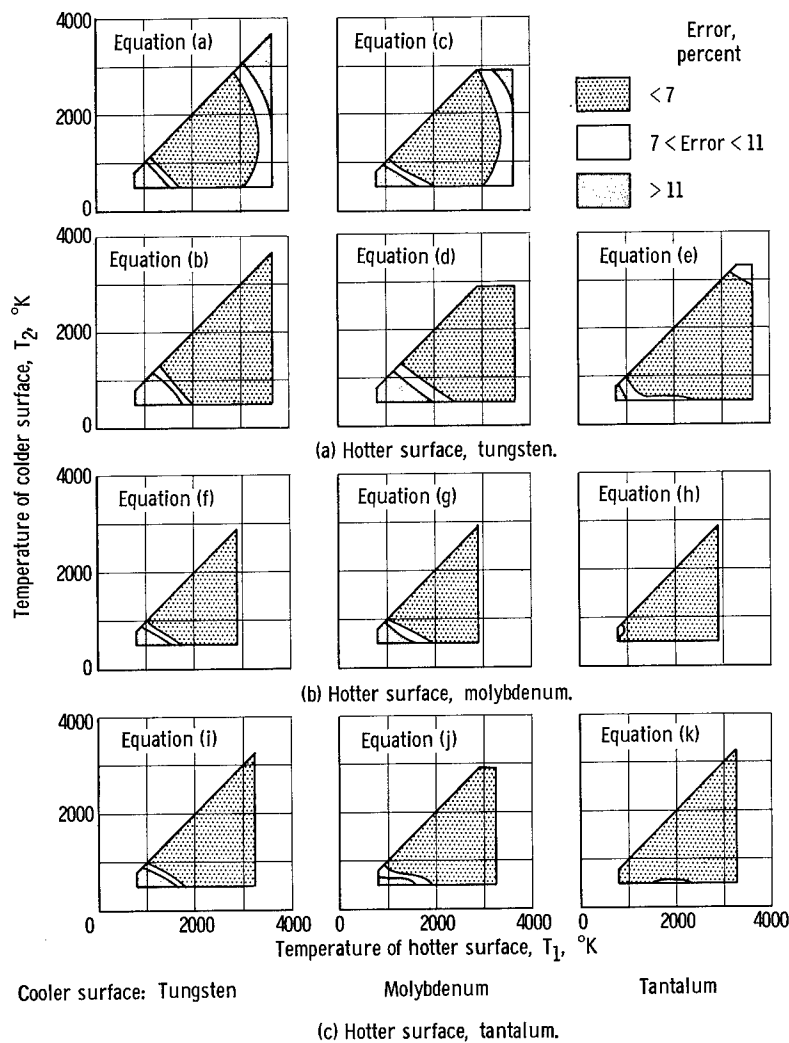 4000
2000
0
Equation (a)
Equation (c)
Error,
percent
< 7
7 < Error < 11
> 11
4000
2000
0
Equation (b)
Equation (d)
Equation (e)
(a) Hotter surface, tungsten.
Temperature of colder surface, T2, °K
4000
2000
0
Equation (f)
Equation (g)
Equation (h)
(b) Hotter surface, molybdenum.
4000
2000
0
Equation (i)
Equation (j)
Equation (k)
0 2000 4000 0 2000 4000 0 2000 4000
Temperature of hotter surface, T1, °K
Cooler surface: Tungsten Molybdenum Tantalum
(c) Hotter surface, tantalum.